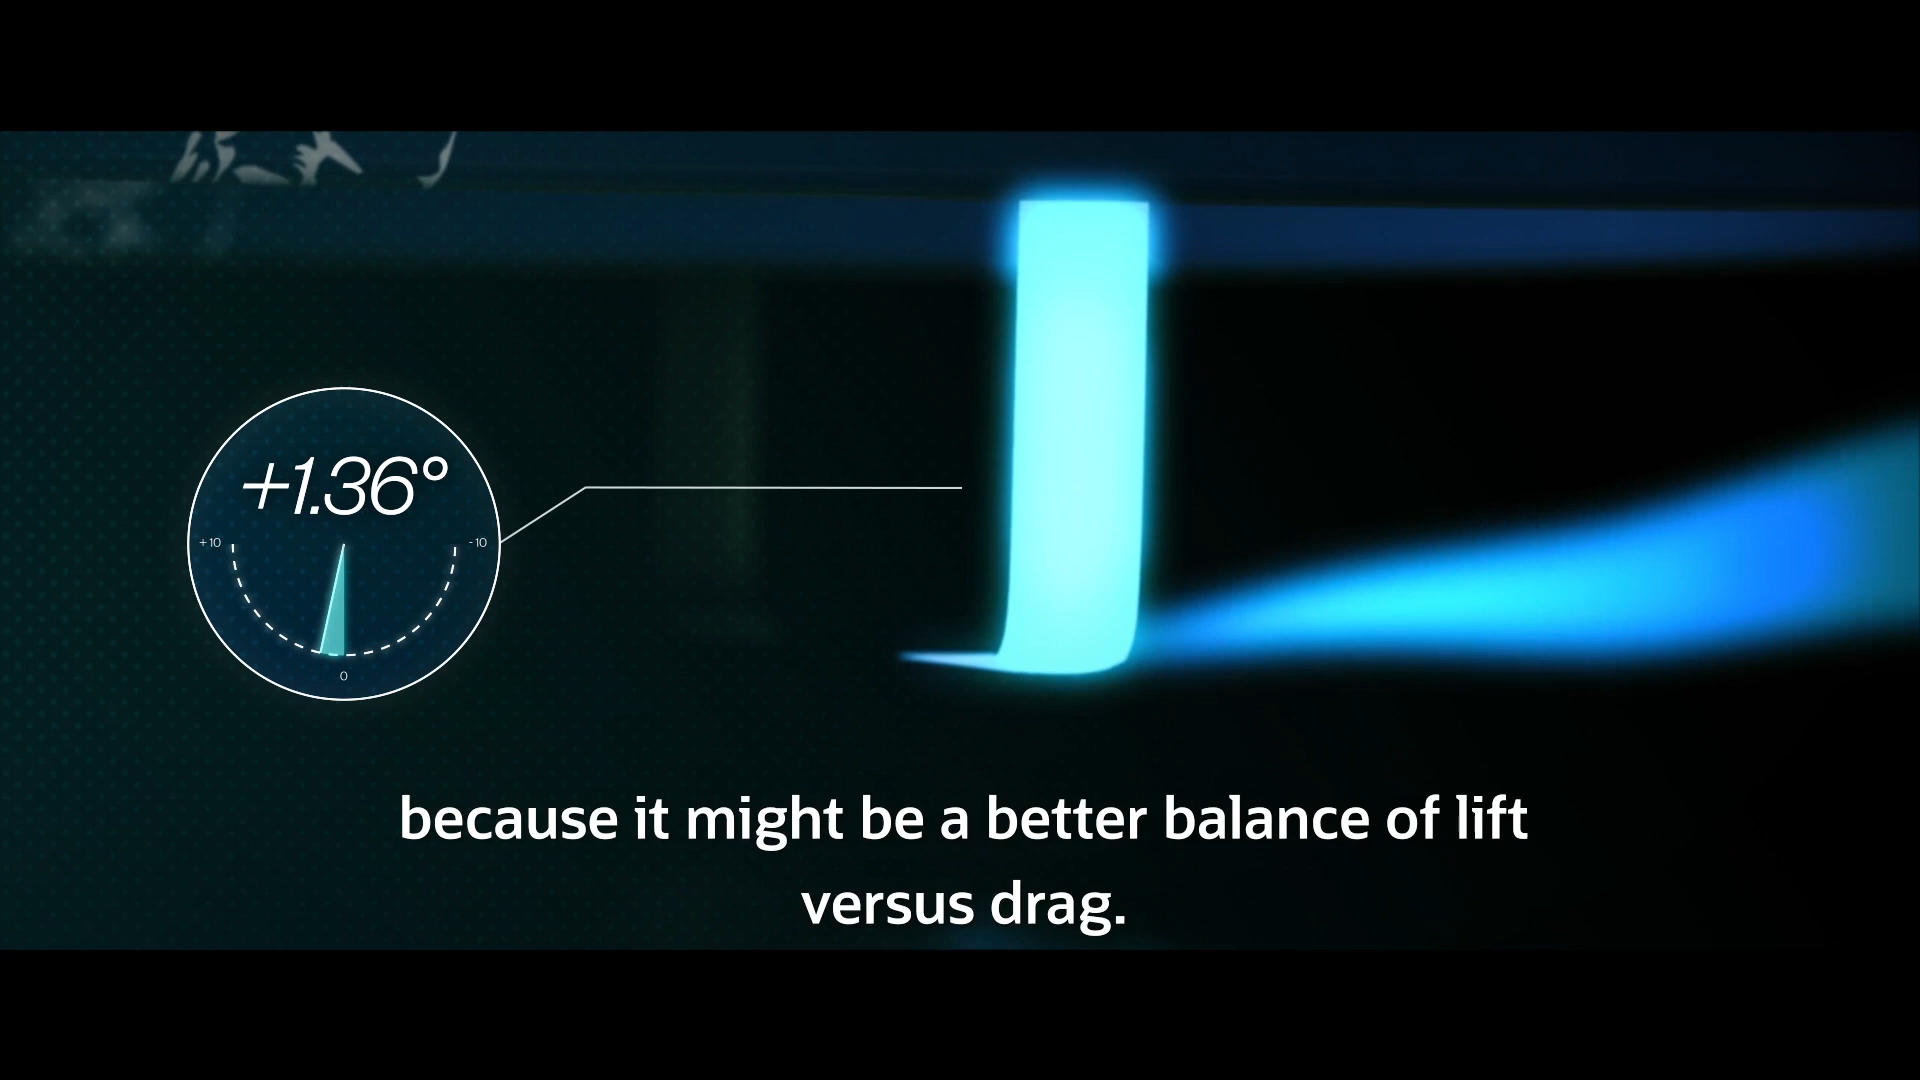 +1.36°
+10
-10
0
because it might be a better balance of lift
versus drag.